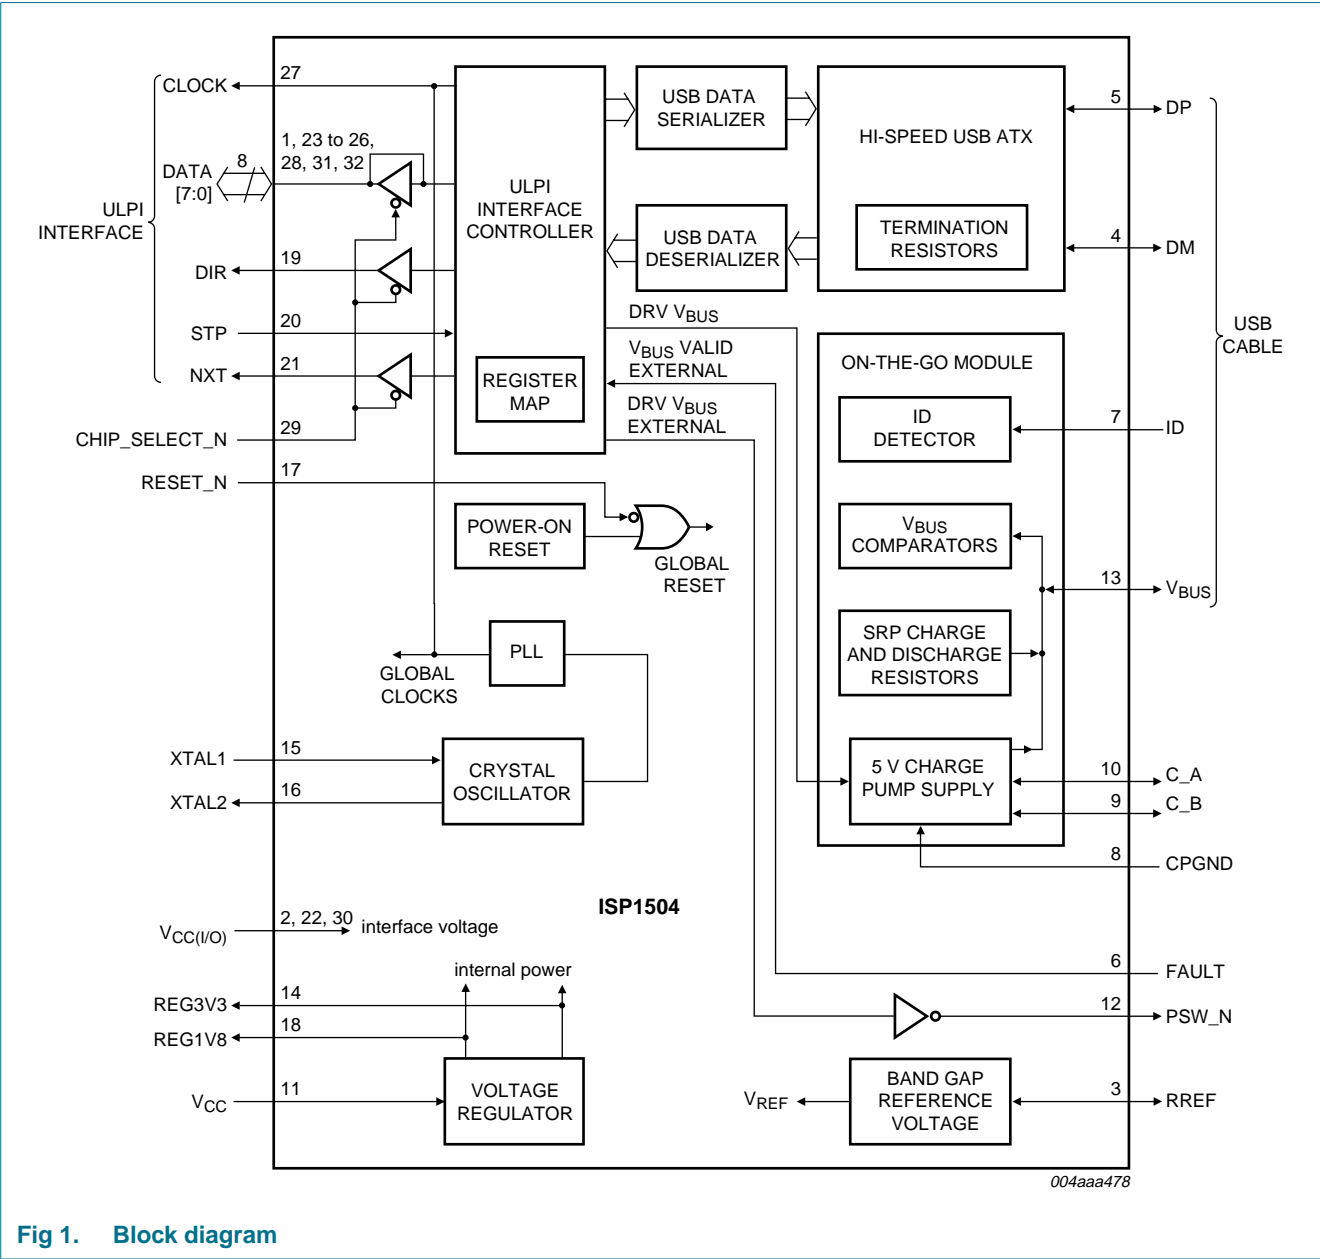 CLOCK
27
1, 23 to 26,
28, 31, 32
DATA
[7:0]
8
ULPI
INTERFACE
DIR
19
STP
20
NXT
21
CHIP_SELECT_N
29
RESET_N
17
ULPI
INTERFACE
CONTROLLER
REGISTER
MAP
USB DATA
SERIALIZER
USB DATA
DESERIALIZER
HI-SPEED USB ATX
TERMINATION
RESISTORS
5
DP
4
DM
USB
CABLE
DRV VBUS
VBUS VALID
EXTERNAL
DRV VBUS
EXTERNAL
ON-THE-GO MODULE
ID
DETECTOR
7
ID
POWER-ON
RESET
GLOBAL
RESET
VBUS
COMPARATORS
13
VBUS
SRP CHARGE
AND DISCHARGE
RESISTORS
PLL
GLOBAL
CLOCKS
XTAL1
15
XTAL2
16
CRYSTAL
OSCILLATOR
5 V CHARGE
PUMP SUPPLY
10
C_A
9
C_B
8
CPGND
ISP1504
VCC(I/O)
2, 22, 30
interface voltage
internal power
6
FAULT
REG3V3
14
REG1V8
18
12
PSW_N
VCC
11
VOLTAGE
REGULATOR
VREF
BAND GAP
REFERENCE
VOLTAGE
3
RREF
004aaa478
Fig 1. Block diagram